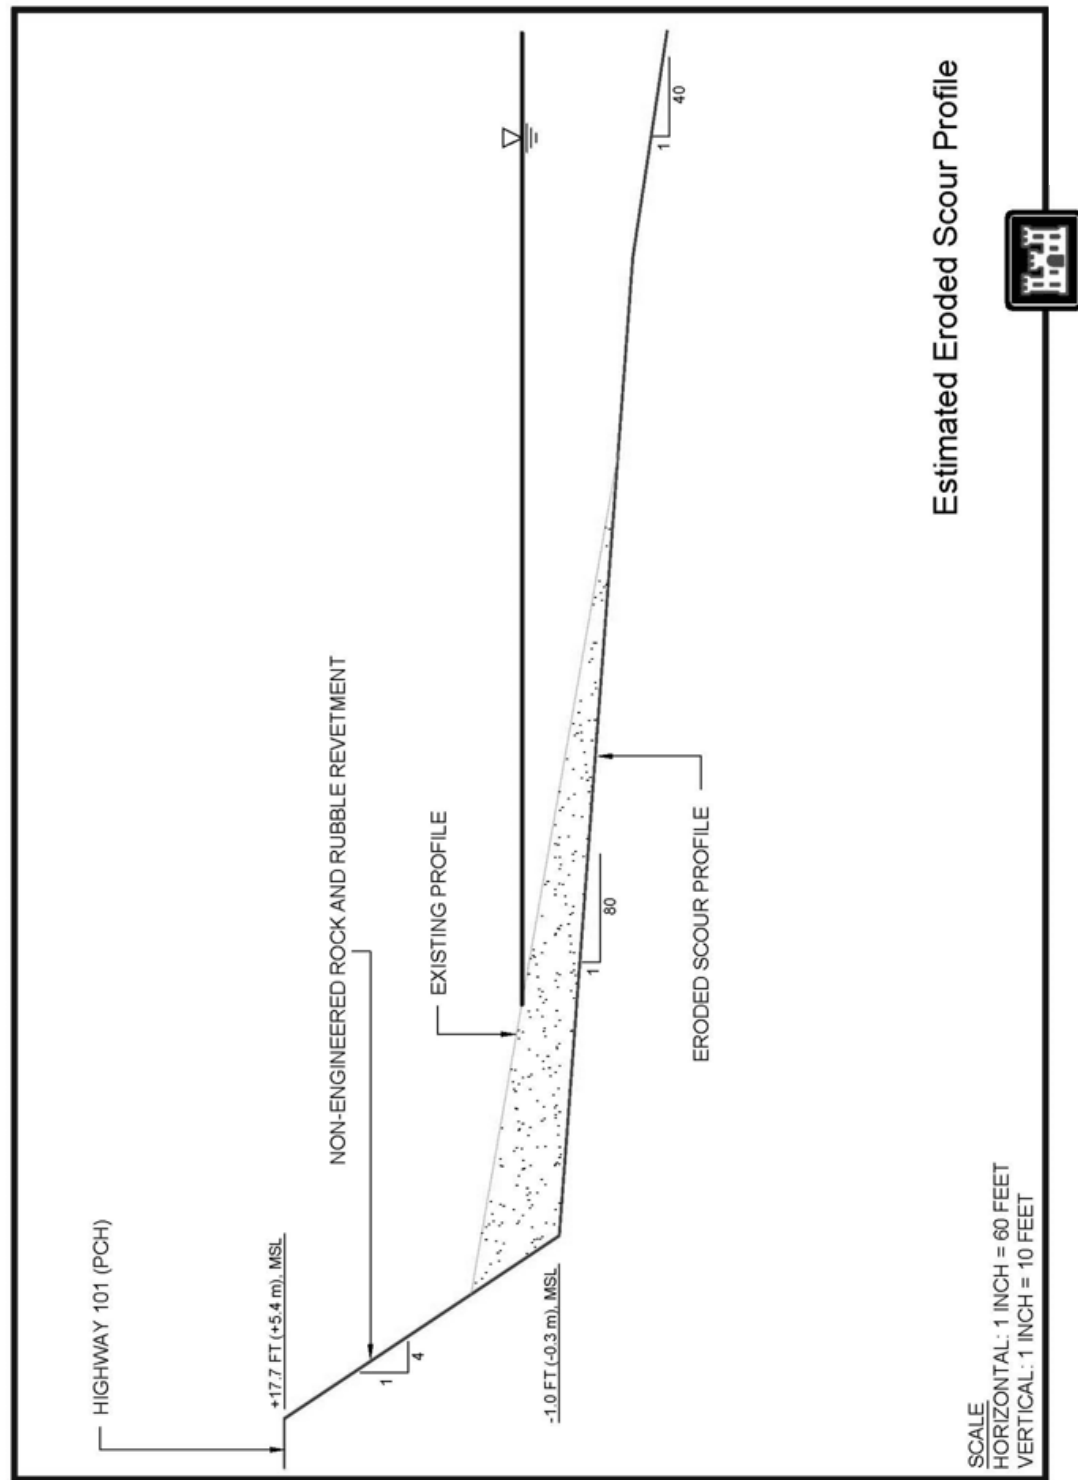 HIGHWAY 101 (PCH)
+17.7 FT (+5.4 m), MSL
NON-ENGINEERED ROCK AND RUBBLE REVETMENT
1
4
EXISTING PROFILE
-1.0 FT (-0.3 m), MSL
1
80
ERODED SCOUR PROFILE
1
40
Estimated Eroded Scour Profile
SCALE
HORIZONTAL: 1 INCH = 60 FEET
VERTICAL: 1 INCH = 10 FEET